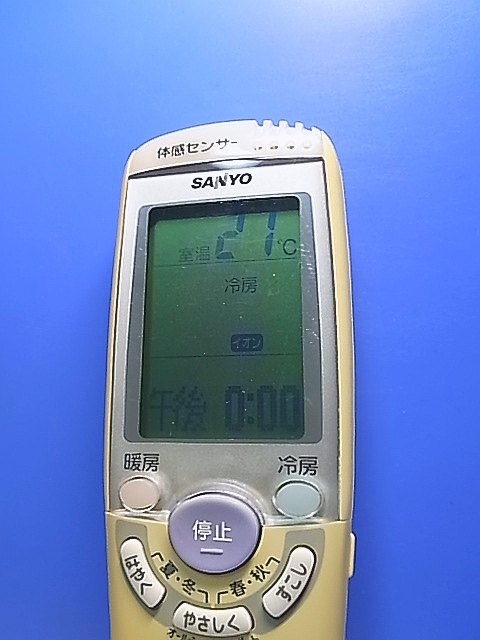 体感センサー
SANYO
室温 21℃
冷房
イオン
午後 0:00
暖房
冷房
停止
はやく
夏・冬
春・秋
すこし
やさしく